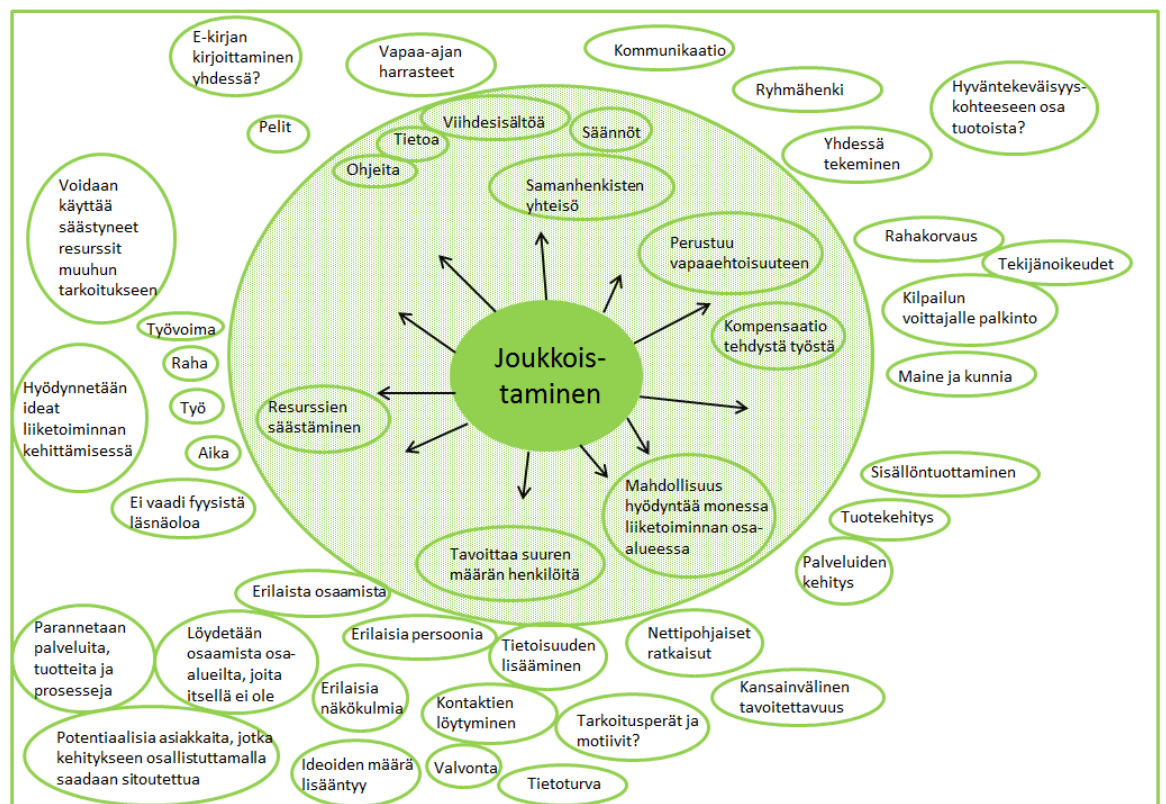 E-kirjan
kirjoittaminen
yhdessä?
Vapaa-ajan
harrasteet
Kommunikaatio
Ryhmähenki
Hyväntekeväisyys-
kohteeseen osa
tuotoista?
Pelit
Viihdesisältöä
Tietoa
Ohjeita
Säännöt
Yhdessä
tekeminen
Samanhenkisten
yhteisö
Voidaan
käyttää
säästyneet
resurssit
muuhun
tarkoitukseen
Perustuu
vapaaehtoisuuteen
Rahakorvaus
Tekijänoikeudet
Kilpailun
voittajalle palkinto
Työvoima
Kompensaatio
tehdystä työstä
Joukkois-
taminen
Raha
Maine ja kunnia
Hyödynnetään
ideat
liiketoiminnan
kehittämisessä
Työ
Resurssien
säästäminen
Aika
Ei vaadi fyysistä
läsnäoloa
Sisällöntuottaminen
Mahdollisuus
hyödyntää monessa
liiketoiminnan osa-
alueessa
Tuotekehitys
Palveluiden
kehitys
Tavoittaa suuren
määrän henkilöitä
Erilaista osaamista
Parannetaan
palveluita,
tuotteita ja
prosesseja
Löydetään
osaamista osa-
alueilta, joita
itsellä ei ole
Erilaisia persoonia
Tietoisuuden
lisääminen
Nettipohjaiset
ratkaisut
Erilaisia
näkökulmia
Kontaktien
löytyminen
Kansainvälinen
tavoitettavuus
Tarkoitusperät ja
motiivit?
Potentiaalisia asiakkaita, jotka
kehitykseen osallistuttamalla
saadaan sitoutettua
Ideoiden määrä
lisääntyy
Valvonta
Tietoturva